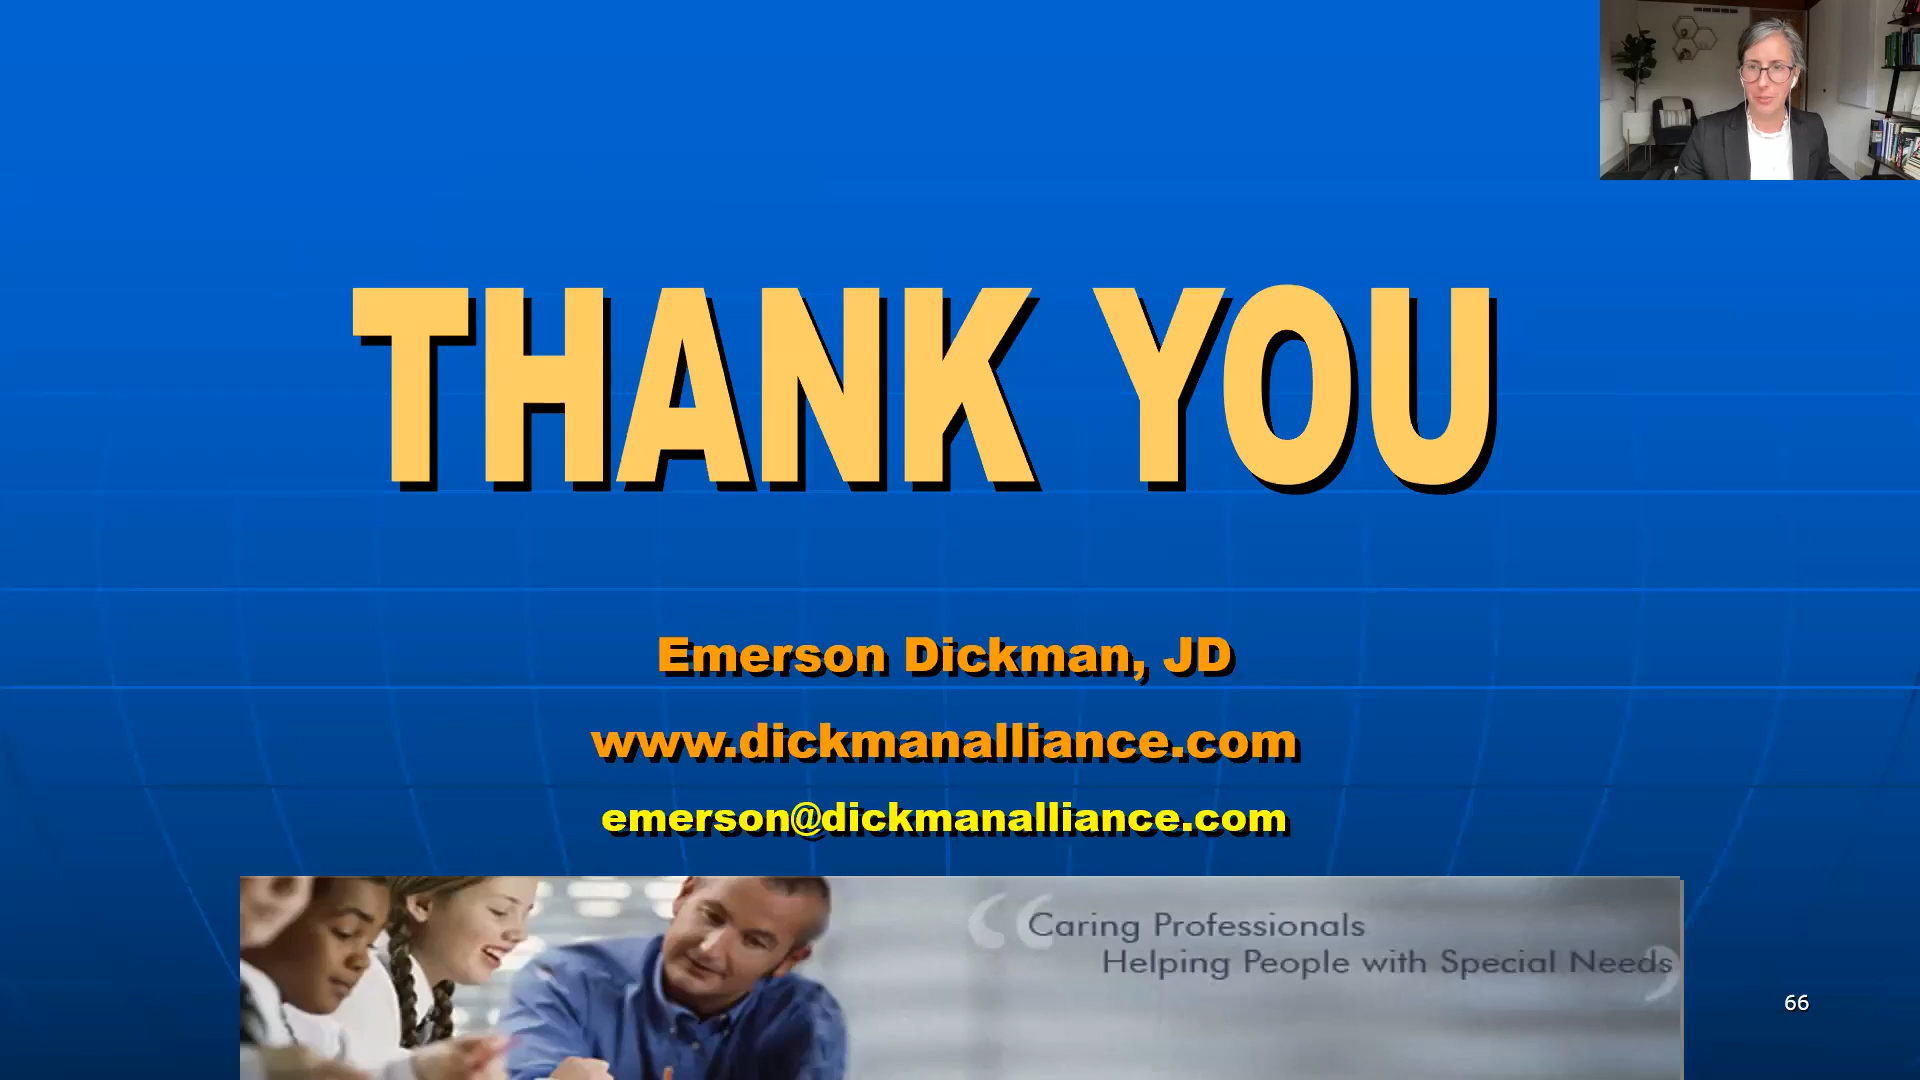 THANK YOU
Emerson Dickman, JD
www.dickmanalliance.com
emerson@dickmanalliance.com
“Caring Professionals
Helping People with Special Needs”
66